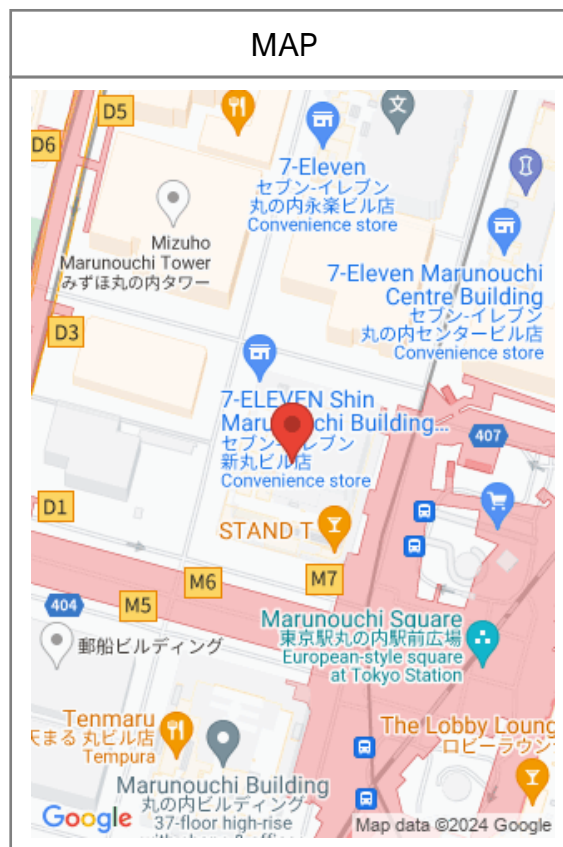 MAP
D5
D6
7-Eleven
セブン-イレブン
丸の内永楽ビル店
Convenience store
Mizuho
Marunouchi Tower
みずほ丸の内タワー
7-Eleven Marunouchi
Centre Building
セブン-イレブン
丸の内センタービル店
Convenience store
D3
7-ELEVEN Shin
Marunouchi Building...
セブン-イレブン
新丸ビル店
Convenience store
407
D1
STAND T
M6
M7
404
M5
Marunouchi Square
東京駅丸の内駅前広場
European-style square
at Tokyo Station
郵船ビルディング
Tenmaru
天まる 丸ビル店
Tempura
The Lobby Loung
ロビーラウン
Marunouchi Building
丸の内ビルディング
37-floor high-rise
Google
Map data ©2024 Google